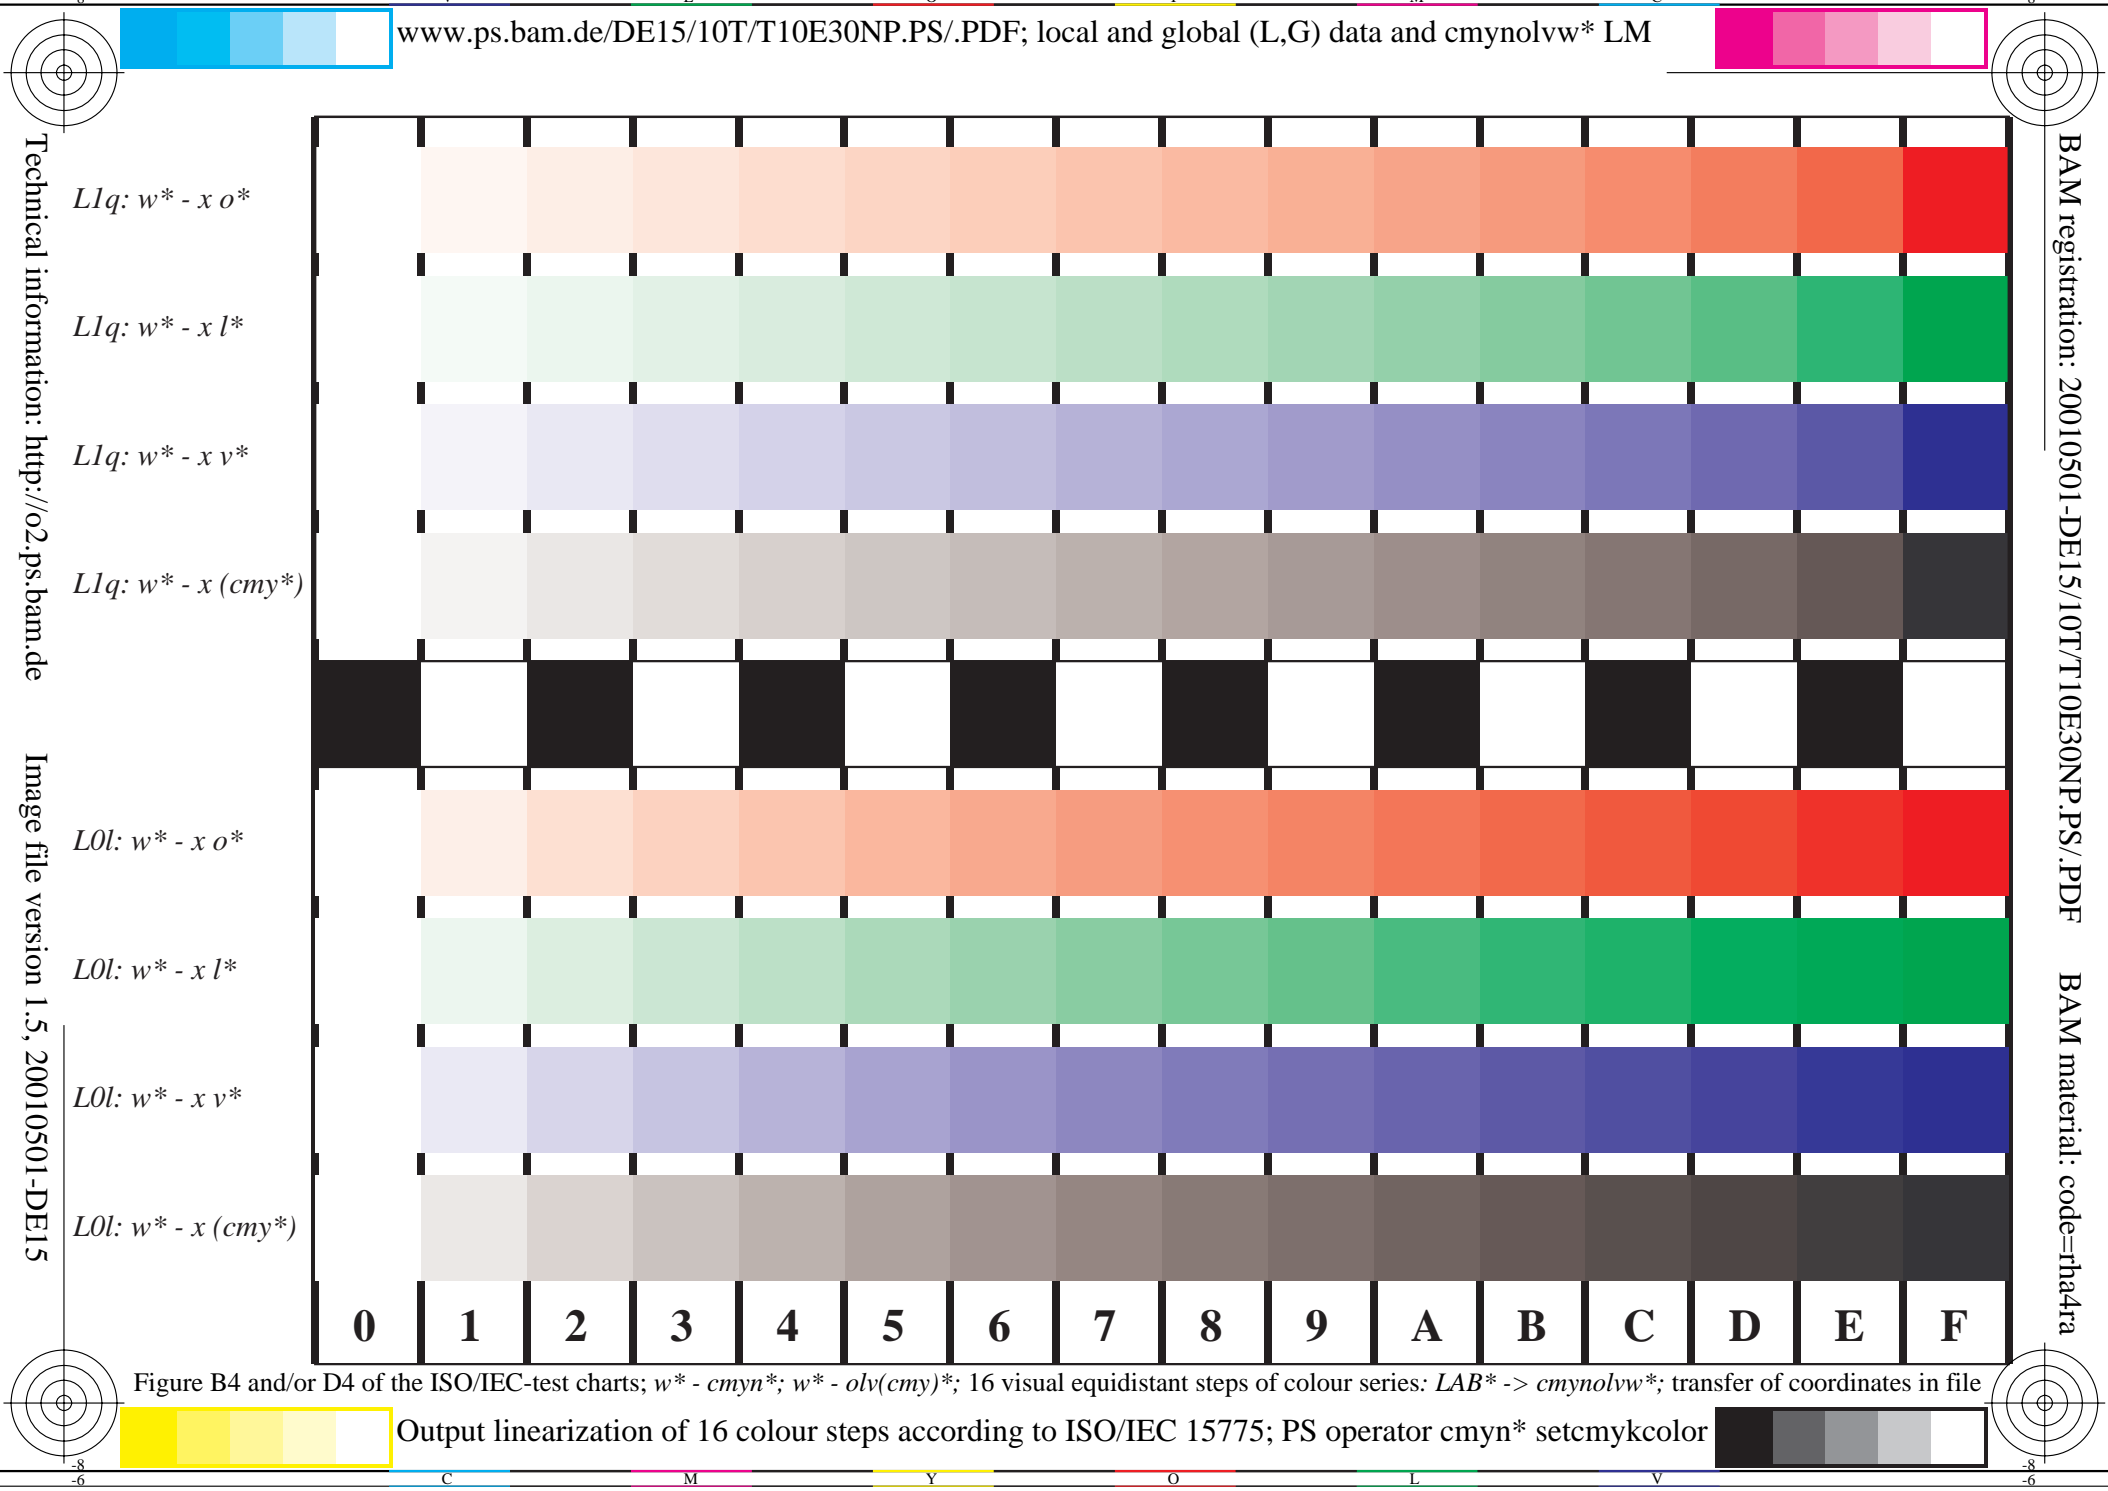 www.ps.bam.de/DE15/10T/T10E30NP.PS/.PDF; local and global (L,G) data and cmynolvw* LM
Technical information: http://o2.ps.bam.de
Image file version 1.5, 20010501-DE15
BAM registration: 20010501-DE15/10T/T10E30NP.PS/.PDF
BAM material: code=rha4ra
L1q: w* - x o*
L1q: w* - x l*
L1q: w* - x v*
L1q: w* - x (cmy*)
L0l: w* - x o*
L0l: w* - x l*
L0l: w* - x v*
L0l: w* - x (cmy*)
0 1 2 3 4 5 6 7 8 9 A B C D E F
Figure B4 and/or D4 of the ISO/IEC-test charts; w* - cmyn*; w* - olv(cmy)*; 16 visual equidistant steps of colour series: LAB* -> cmynolvw*; transfer of coordinates in file
Output linearization of 16 colour steps according to ISO/IEC 15775; PS operator cmyn* setcmykcolor
-8 -8
-6 C M Y O L V -6